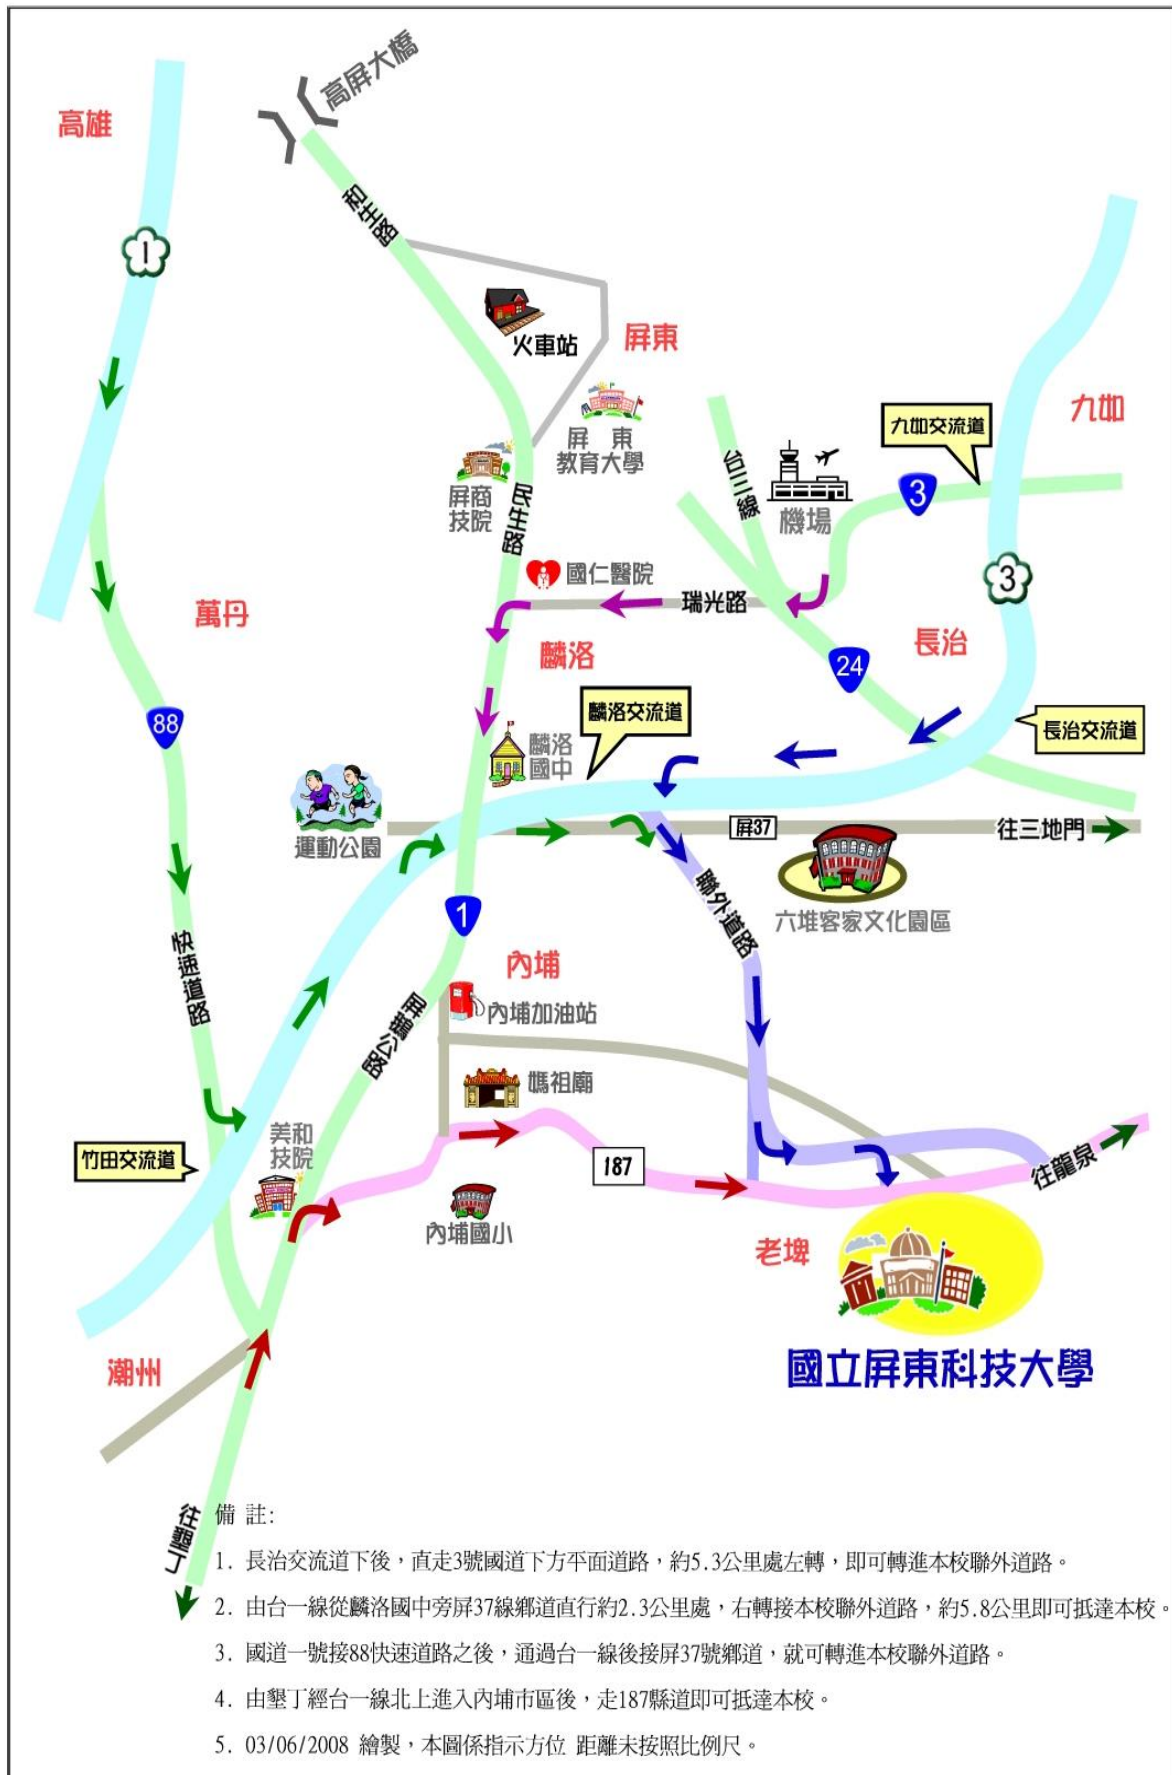 高屏大橋
高雄
和生路
1
火車站
屏東
九如
九如交流道
屏東
教育大學
台三線
3
屏商
技院
民生路
機場
國仁醫院
3
瑞光路
萬丹
麟洛
長治
24
88
麟洛交流道
長治交流道
麟洛
國中
運動公園
屏37
往三地門
聯外道路
1
六堆客家文化園區
快速道路
內埔
屏鵝公路
內埔加油站
媽祖廟
美和
技院
竹田交流道
187
往龍泉
內埔國小
老埤
潮州
國立屏東科技大學
往墾丁
備 註:
1. 長治交流道下後，直走3號國道下方平面道路，約5.3公里處左轉，即可轉進本校聯外道路。
2. 由台一線從麟洛國中旁屏37線鄉道直行約2.3公里處，右轉接本校聯外道路，約5.8公里即可抵達本校。
3. 國道一號接88快速道路之後，通過台一線後接屏37號鄉道，就可轉進本校聯外道路。
4. 由墾丁經台一線北上進入內埔市區後，走187縣道即可抵達本校。
5. 03/06/2008 繪製，本圖係指示方位 距離未按照比例尺。